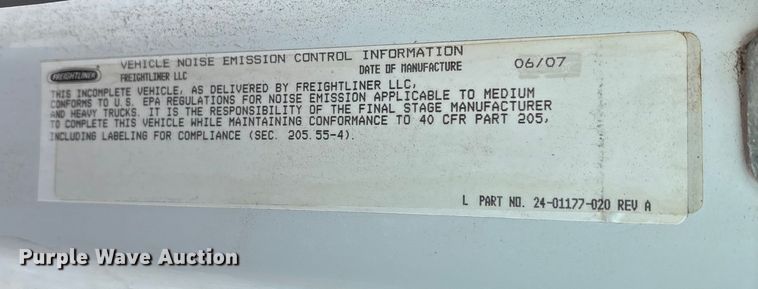 FREIGHTLINER
VEHICLE NOISE EMISSION CONTROL INFORMATION
FREIGHTLINER LLC DATE OF MANUFACTURE 06/07
THIS INCOMPLETE VEHICLE, AS DELIVERED BY FREIGHTLINER LLC,
CONFORMS TO U.S. EPA REGULATIONS FOR NOISE EMISSION APPLICABLE TO MEDIUM
AND HEAVY TRUCKS. IT IS THE RESPONSIBILITY OF THE FINAL STAGE MANUFACTURER
TO COMPLETE THIS VEHICLE WHILE MAINTAINING CONFORMANCE TO 40 CFR PART 205,
INCLUDING LABELING FOR COMPLIANCE (SEC. 205.55-4).
L PART NO. 24-01177-020 REV A
Purple Wave Auction